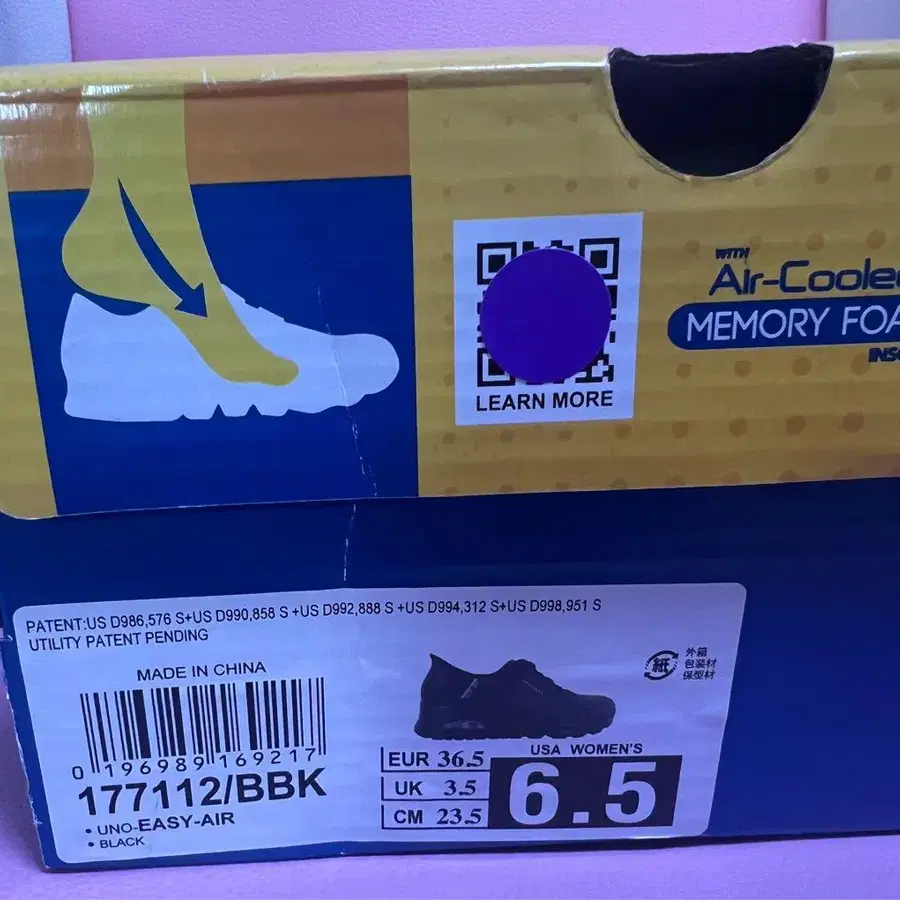 WITH
Air-Cooled
MEMORY FOA
INS
LEARN MORE
PATENT:US D986,576 S+US D990,858 S +US D992,888 S +US D994,312 S+US D998,951 S
UTILITY PATENT PENDING
MADE IN CHINA
0 196989 169217
177112/BBK
• UNO-EASY-AIR
• BLACK
紙
外箱
包装材
保型材
EUR 36.5
UK 3.5
CM 23.5
USA WOMEN'S
6.5